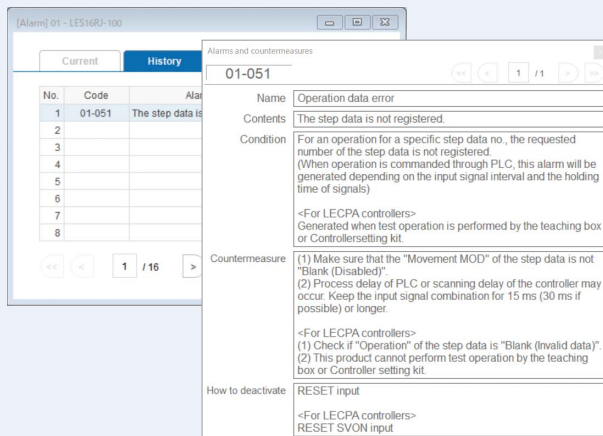 [Alarm] 01 - LES16RJ-100
Current
History
No.
Code
1
01-051
The step data is
2
3
4
5
6
7
8
<<
<
1
/ 16
>
Alarms and countermeasures
01-051
<<
<
1
/ 1
>
>>
Name
Operation data error
Contents
The step data is not registered.
Condition
For an operation for a specific step data no., the requested
number of the step data is not registered.
(When operation is commanded through PLC, this alarm will be
generated depending on the input signal interval and the holding
time of signals)
<For LECPA controllers>
Generated when test operation is performed by the teaching box
or Controllersetting kit.
Countermeasure
(1) Make sure that the "Movement MOD" of the step data is not
"Blank (Disabled)".
(2) Process delay of PLC or scanning delay of the controller may
occur. Keep the input signal combination for 15 ms (30 ms if
possible) or longer.
<For LECPA controllers>
(1) Check if "Operation" of the step data is "Blank (Invalid data)".
(2) This product cannot perform test operation by the teaching
box or Controller setting kit.
How to deactivate
RESET input
<For LECPA controllers>
RESET SVON input